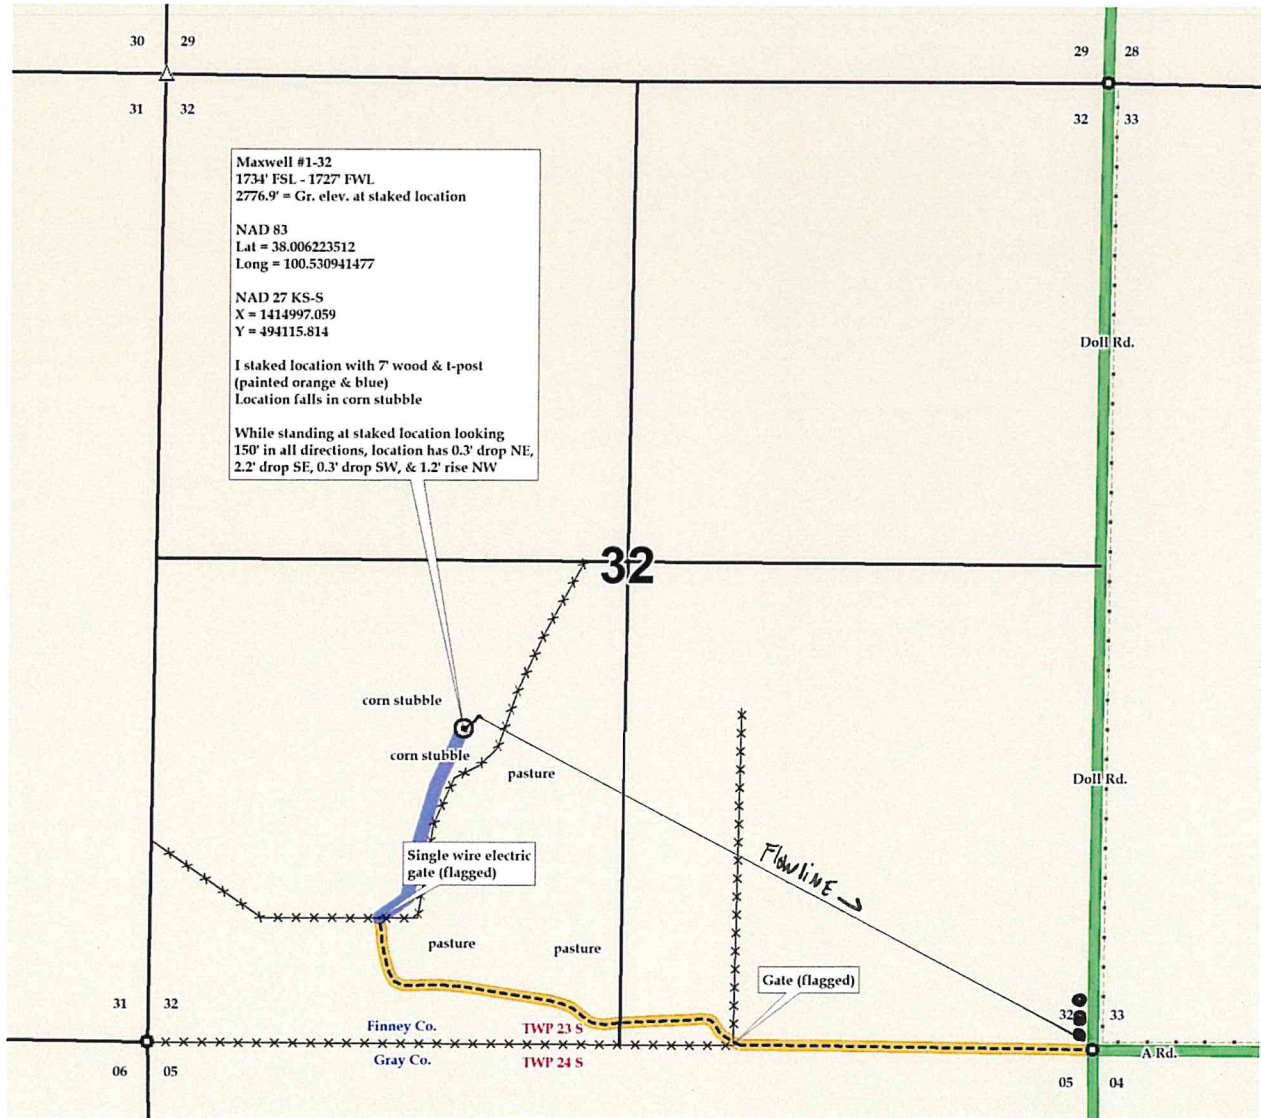 30 29
29 28
31 32
32 33
Maxwell #1-32
1734' FSL - 1727' FWL
2776.9' = Gr. elev. at staked location
NAD 83
Lat = 38.006223512
Long = 100.530941477
NAD 27 KS-S
X = 1414997.059
Y = 494115.814
I staked location with 7' wood & t-post
(painted orange & blue)
Location falls in corn stubble
While standing at staked location looking
150' in all directions, location has 0.3' drop NE,
2.2' drop SE, 0.3' drop SW, & 1.2' rise NW
Doll Rd.
32
corn stubble
corn stubble
pasture
Doll Rd.
Single wire electric
gate (flagged)
Flowline
pasture
pasture
Gate (flagged)
31 32
32 33
Finney Co.
TWP 23 S
Gray Co.
TWP 24 S
A Rd.
06 05
05 04